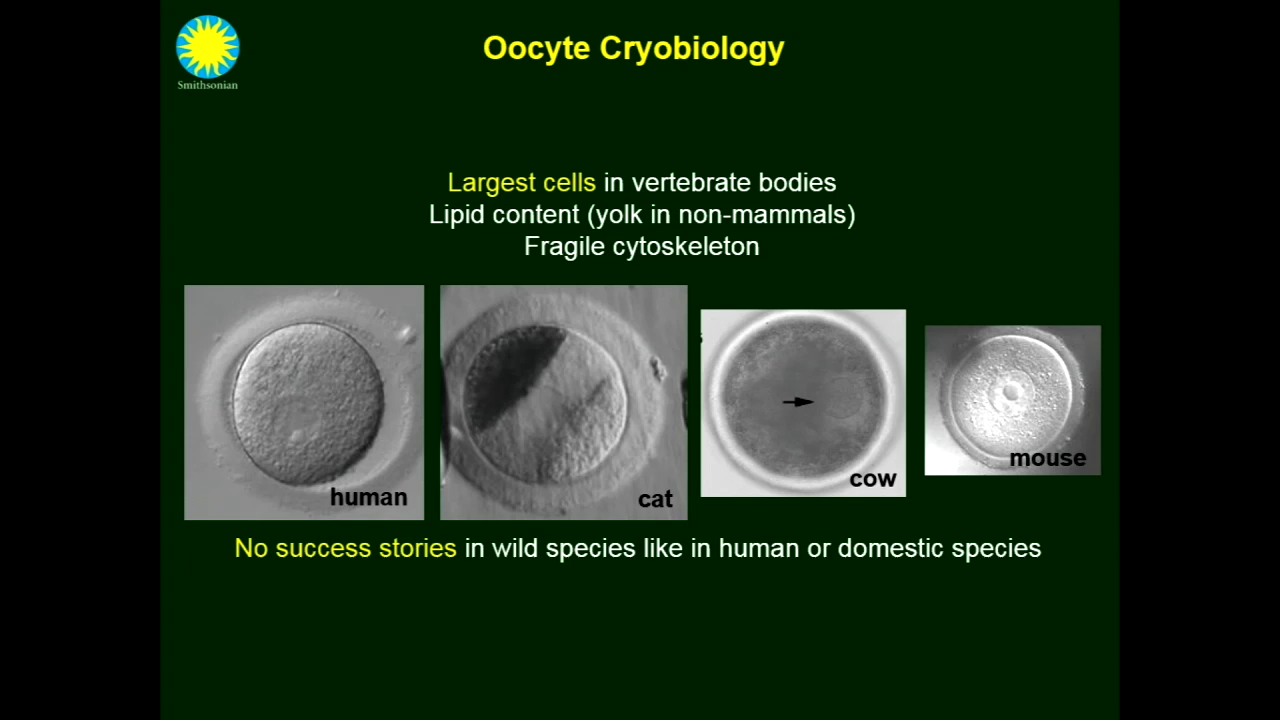 Smithsonian
Oocyte Cryobiology
Largest cells in vertebrate bodies
Lipid content (yolk in non-mammals)
Fragile cytoskeleton
human
cat
cow
mouse
No success stories in wild species like in human or domestic species